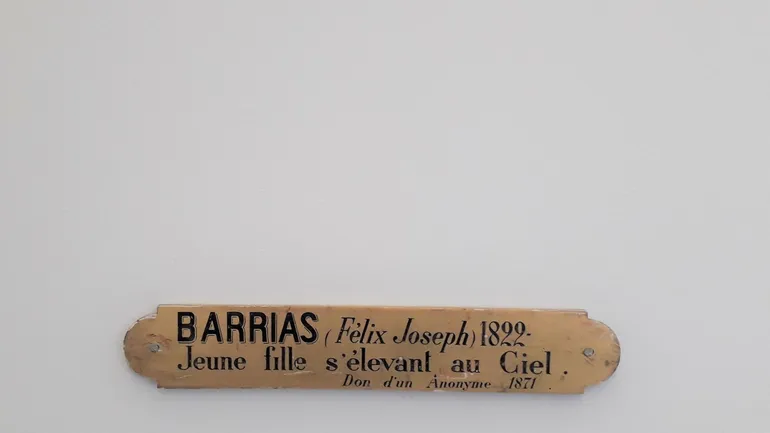 BARRIAS (Félix Joseph) 1822-
Jeune fille s'élevant au Ciel.
Don d'un Anonyme 1871.